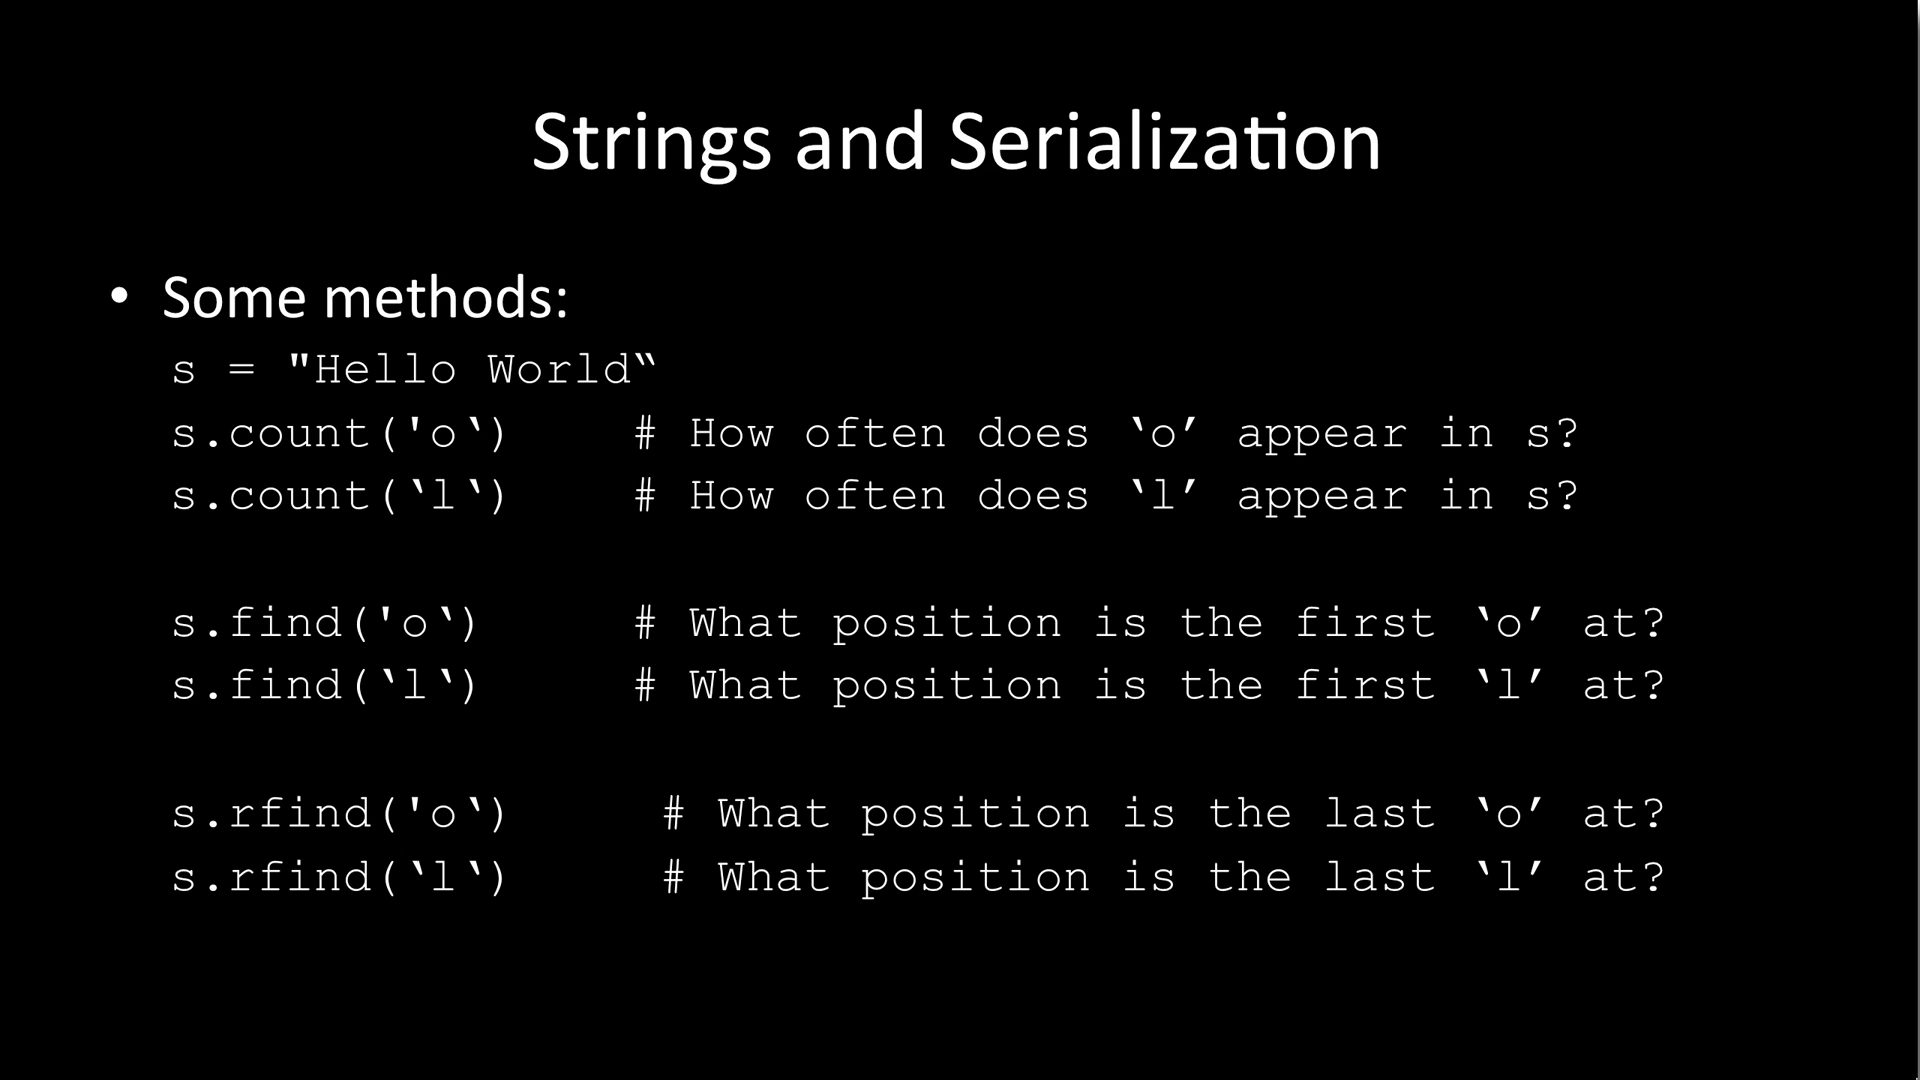 Strings and Serialization
• Some methods:
s = "Hello World“
s.count('o‘) # How often does ‘o’ appear in s?
s.count(‘l‘) # How often does ‘l’ appear in s?
s.find('o‘) # What position is the first ‘o’ at?
s.find(‘l‘) # What position is the first ‘l’ at?
s.rfind('o‘) # What position is the last ‘o’ at?
s.rfind(‘l‘) # What position is the last ‘l’ at?